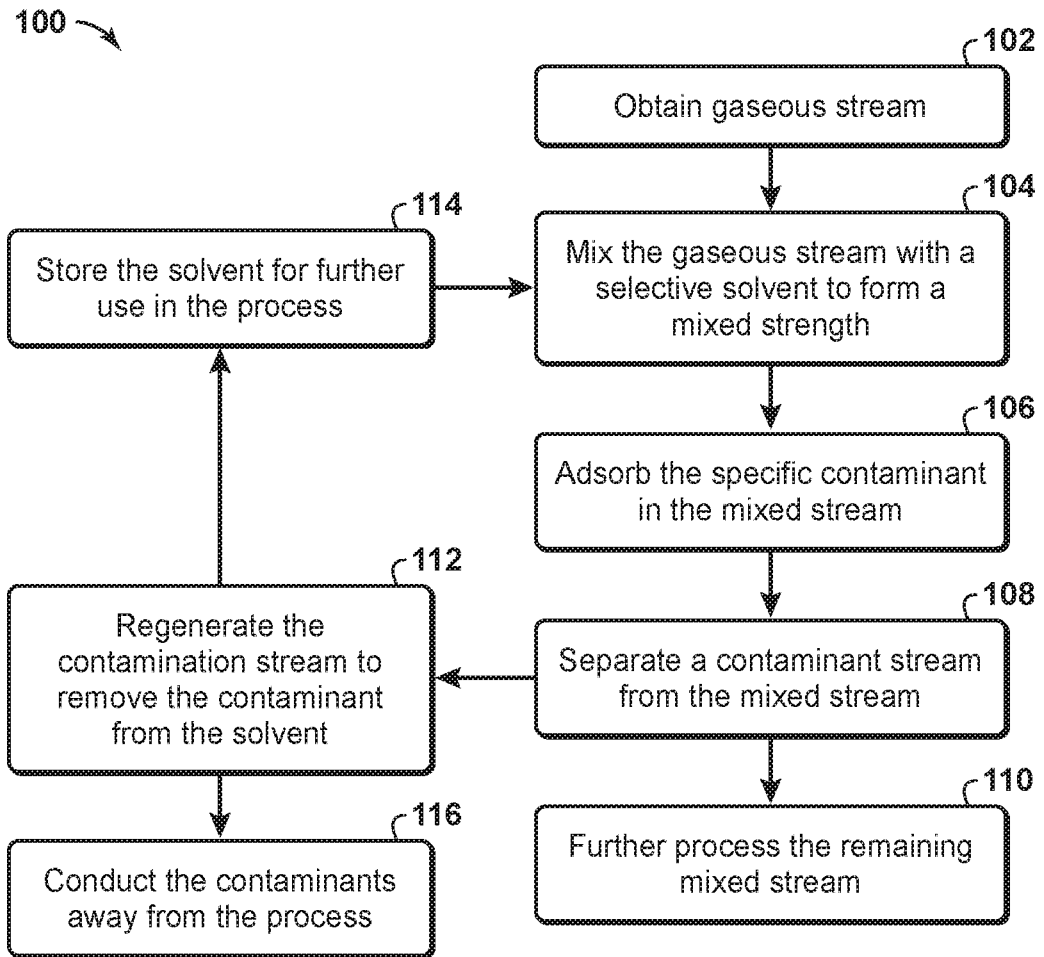 100
102
Obtain gaseous stream
104
Mix the gaseous stream with a
selective solvent to form a
mixed strength
114
Store the solvent for further
use in the process
106
Adsorb the specific contaminant
in the mixed stream
108
Separate a contaminant stream
from the mixed stream
112
Regenerate the
contamination stream to
remove the contaminant
from the solvent
110
Further process the remaining
mixed stream
116
Conduct the contaminants
away from the process